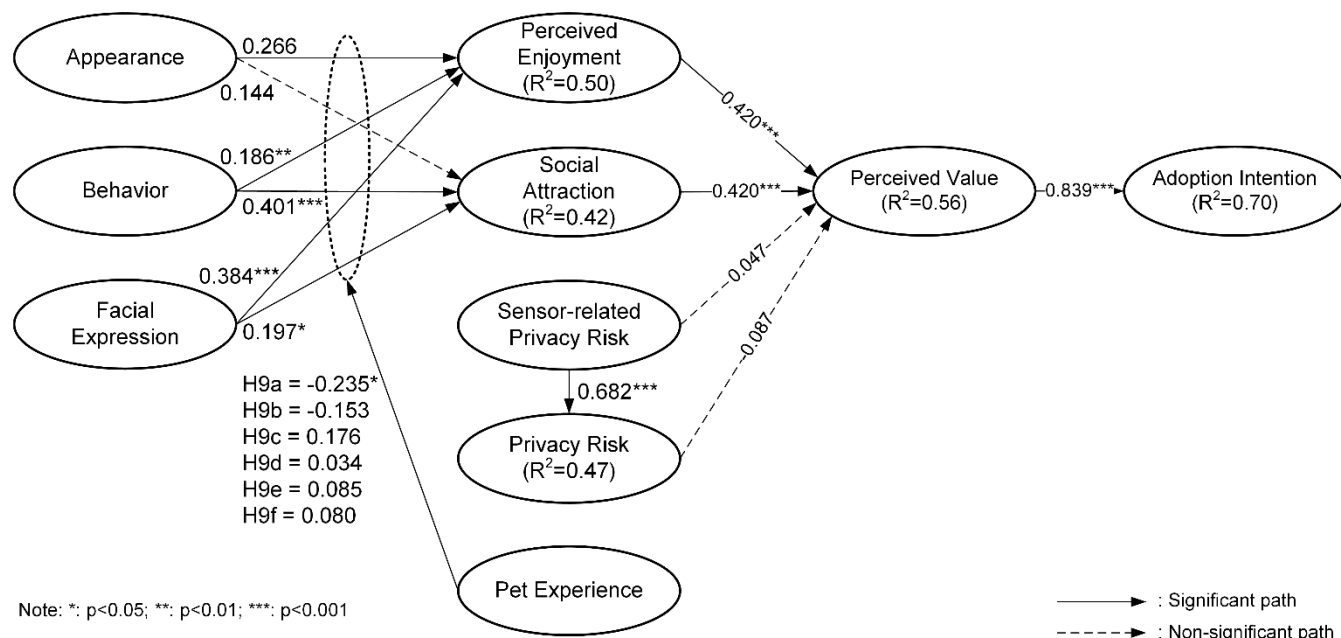 Appearance
0.266
0.144
Perceived
Enjoyment
(R²=0.50)
0.420***
Behavior
0.186**
0.401***
Social
Attraction
(R²=0.42)
0.420***
Perceived Value
(R²=0.56)
0.839***
Adoption Intention
(R²=0.70)
Facial
Expression
0.384***
0.197*
Sensor-related
Privacy Risk
0.047
0.087
0.682***
Privacy Risk
(R²=0.47)
H9a = -0.235*
H9b = -0.153
H9c = 0.176
H9d = 0.034
H9e = 0.085
H9f = 0.080
Pet Experience
Note: *: p<0.05; **: p<0.01; ***: p<0.001
: Significant path
: Non-significant path